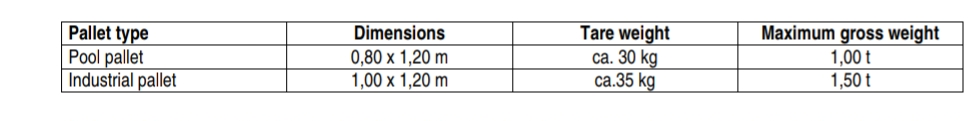 Pallet type Dimensions Tare weight Maximum gross weight
Pool pallet 0,80 x 1,20 m ca. 30 kg 1,00 t
Industrial pallet 1,00 x 1,20 m ca.35 kg 1,50 t